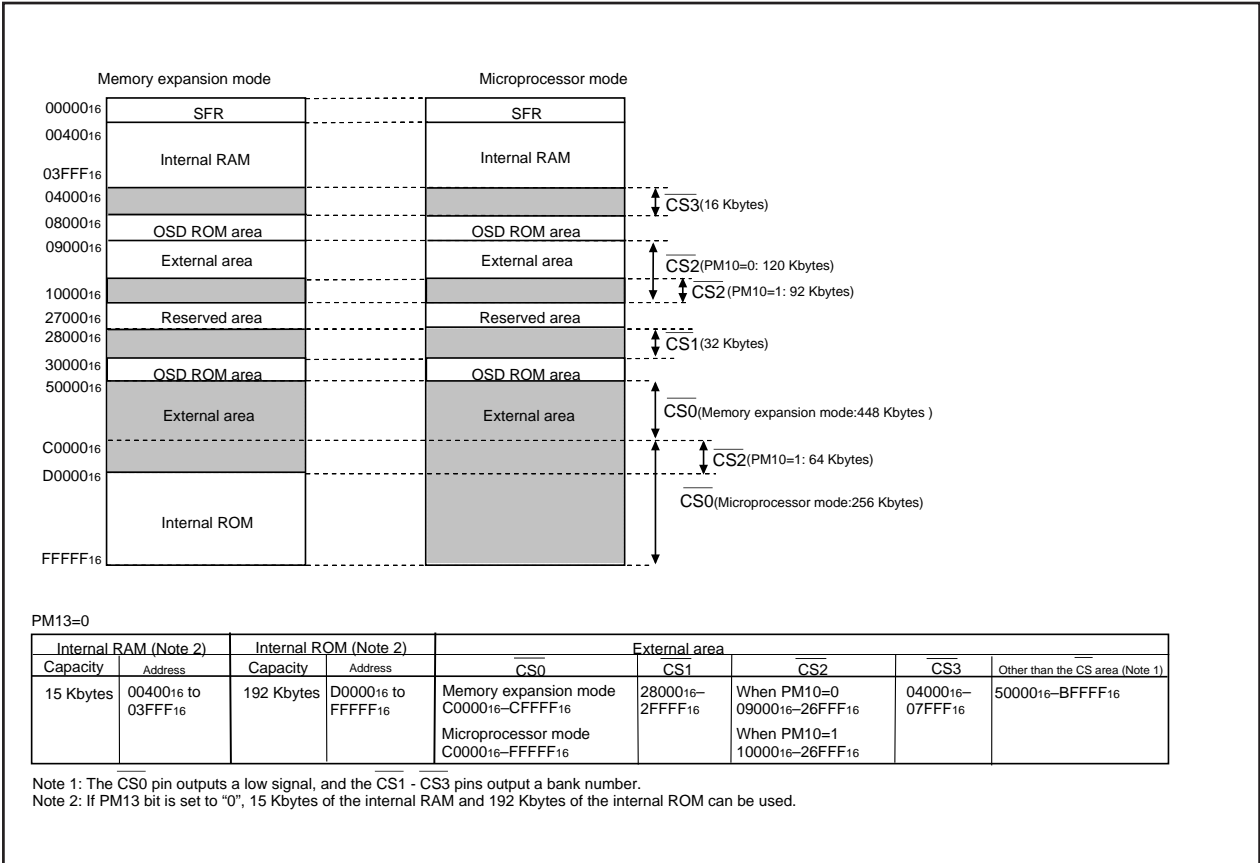 Memory expansion mode
Microprocessor mode
0000016
SFR
SFR
0040016
Internal RAM
Internal RAM
03FFF16
0400016
CS3(16 Kbytes)
0800016
OSD ROM area
OSD ROM area
0900016
External area
External area
CS2(PM10=0: 120 Kbytes)
CS2(PM10=1: 92 Kbytes)
1000016
2700016
Reserved area
Reserved area
2800016
CS1(32 Kbytes)
3000016
OSD ROM area
OSD ROM area
5000016
External area
External area
CS0(Memory expansion mode:448 Kbytes )
C000016
CS2(PM10=1: 64 Kbytes)
D000016
CS0(Microprocessor mode:256 Kbytes)
Internal ROM
FFFFF16
PM13=0
Internal RAM (Note 2) Internal ROM (Note 2) External area
Capacity Address Capacity Address CS0 CS1 CS2 CS3 Other than the CS area (Note 1)
15 Kbytes 0040016 to 192 Kbytes D000016 to Memory expansion mode 2800016– When PM10=0 0400016– 5000016–BFFFF16
03FFF16 FFFFF16 C000016–CFFFF16 2FFFF16 0900016–26FFF16 07FFF16
Microprocessor mode When PM10=1
C000016–FFFFF16 1000016–26FFF16
Note 1: The CS0 pin outputs a low signal, and the CS1 - CS3 pins output a bank number.
Note 2: If PM13 bit is set to “0”, 15 Kbytes of the internal RAM and 192 Kbytes of the internal ROM can be used.